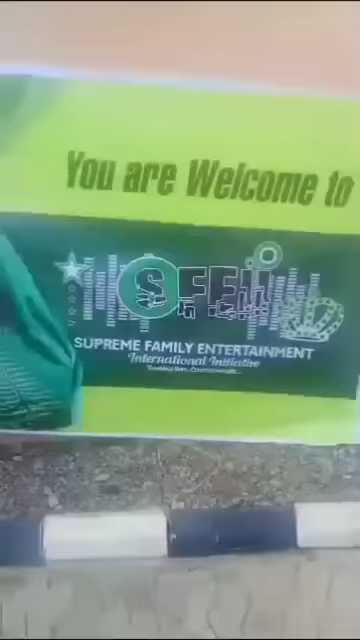 You are Welcome to
SFEII
SUPREME FAMILY ENTERTAINMENT
International Initiative